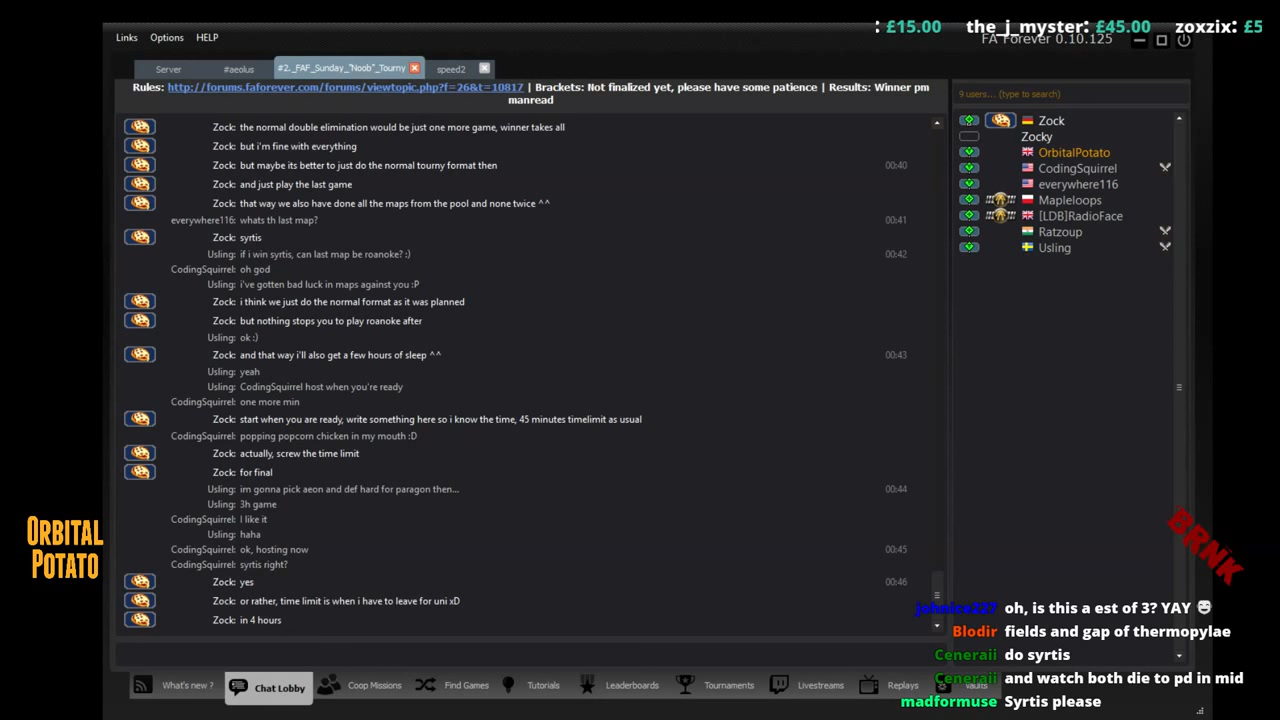 : £15.00 the_j_myster: £45.00 zoxzix: £5
Links Options HELP
FA Forever 0.10.125
Server #aeolus #2._FAF_Sunday_"Noob"_Tourny speed2
Rules: http://forums.faforever.com/forums/viewtopic.php?f=26&t=10817 | Brackets: Not finalized yet, please have some patience | Results: Winner pm
manread
9 users... (type to search)
Zock: the normal double elimination would be just one more game, winner takes all
Zock: but i'm fine with everything
Zock: but maybe its better to just do the normal tourny format then 00:40
Zock: and just play the last game
Zock: that way we also have done all the maps from the pool and none twice ^^
everywhere116: whats th last map? 00:41
Zock: syrtis
Usling: if i win syrtis, can last map be roanoke? :) 00:42
CodingSquirrel: oh god
Usling: i've gotten bad luck in maps against you :P
Zock: i think we just do the normal format as it was planned
Zock: but nothing stops you to play roanoke after
Usling: ok :)
Zock: and that way i'll also get a few hours of sleep ^^ 00:43
Usling: yeah
Usling: CodingSquirrel host when you're ready
CodingSquirrel: one more min
Zock: start when you are ready, write something here so i know the time, 45 minutes timelimit as usual
CodingSquirrel: popping popcorn chicken in my mouth :D
Zock: actually, screw the time limit
Zock: for final
Usling: im gonna pick aeon and def hard for paragon then... 00:44
Usling: 3h game
CodingSquirrel: I like it
Usling: haha
CodingSquirrel: ok, hosting now 00:45
CodingSquirrel: syrtis right?
Zock: yes 00:46
Zock: or rather, time limit is when i have to leave for uni xD
Zock: in 4 hours
Zock
Zocky
OrbitalPotato
CodingSquirrel
everywhere116
Mapleloops
[LDB]RadioFace
Ratzoup
Usling
ORBITAL
POTATO
BRNK
johnice227 oh, is this a est of 3? YAY
Blodir fields and gap of thermopylae
Ceneraii do syrtis
Ceneraii and watch both die to pd in mid
madformuse Syrtis please
What's new ? Chat Lobby Coop Missions Find Games Tutorials Leaderboards Tournaments Livestreams Replays Vaults